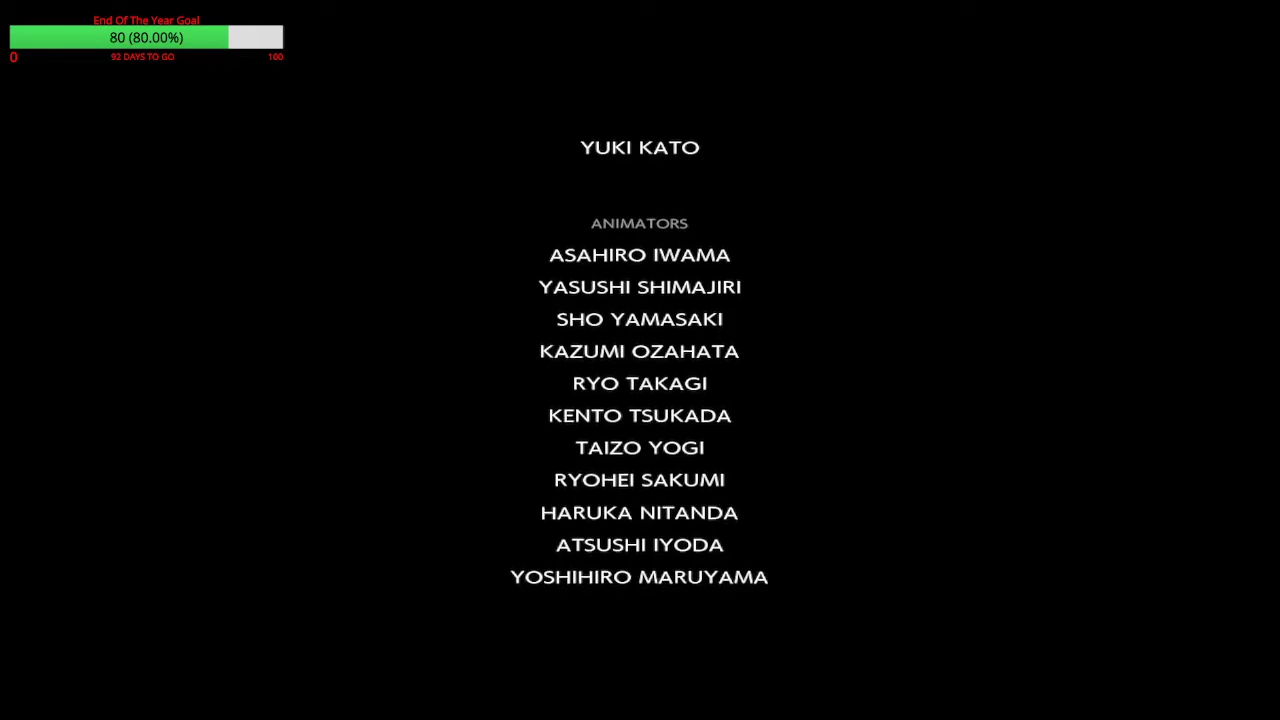 End Of The Year Goal
80 (80.00%)
0 92 DAYS TO GO 100
YUKI KATO
ANIMATORS
ASAHIRO IWAMA
YASUSHI SHIMAJIRI
SHO YAMASAKI
KAZUMI OZAHATA
RYO TAKAGI
KENTO TSUKADA
TAIZO YOGI
RYOHEI SAKUMI
HARUKA NITANDA
ATSUSHI IYODA
YOSHIHIRO MARUYAMA